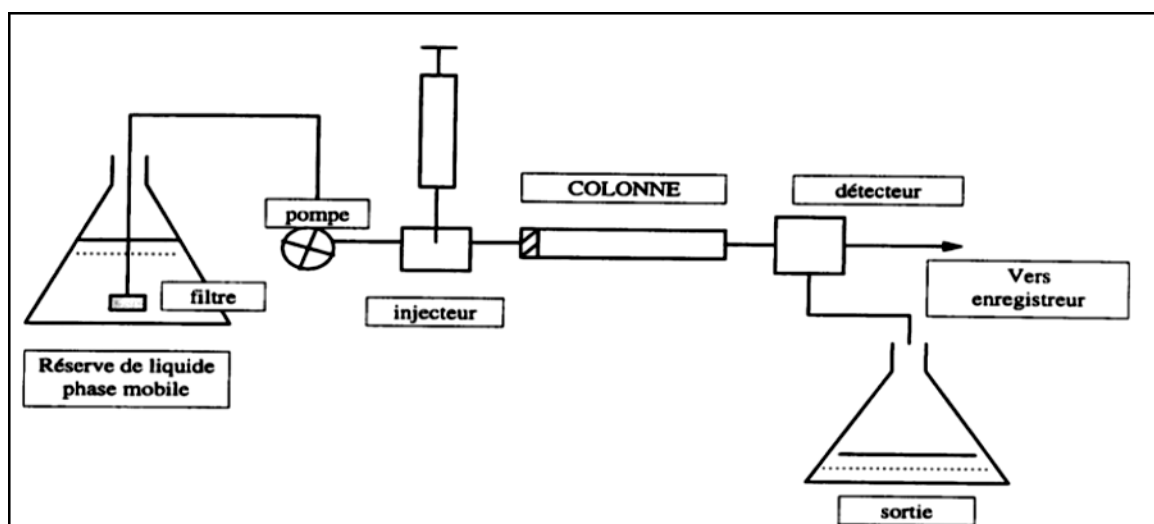 COLONNE
détecteur
pompe
filtre
injecteur
Vers
enregistreur
Réserve de liquide
phase mobile
sortie